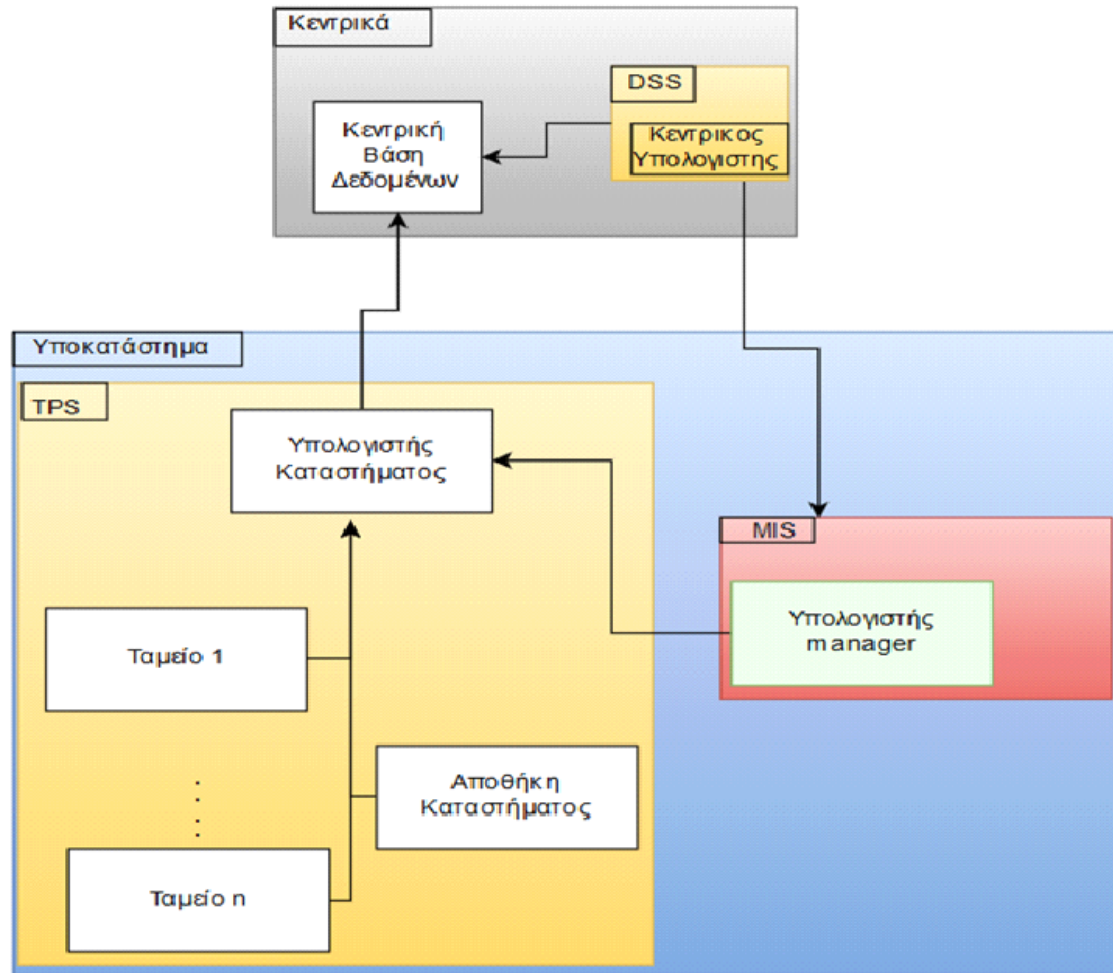 Κεντρικά
DSS
Κεντρικος
Υπολογιστης
Κεντρική
Βάση
Δεδομένων
Υποκατάστημα
TPS
Υπολογιστής
Καταστήματος
MIS
Υπολογιστής
manager
Ταμείο 1
Αποθήκη
Καταστήματος
Ταμείο n